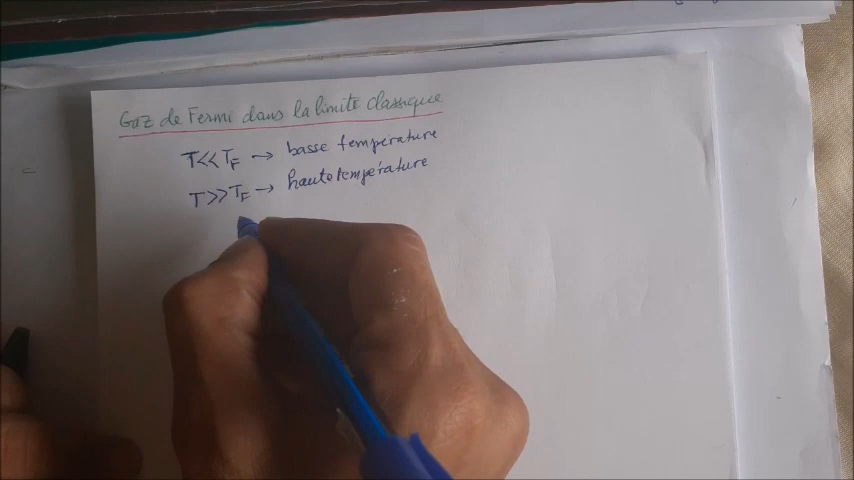 Gaz de Fermi dans la limite classique
T<<T_F → basse température
T>>T_F → haute température